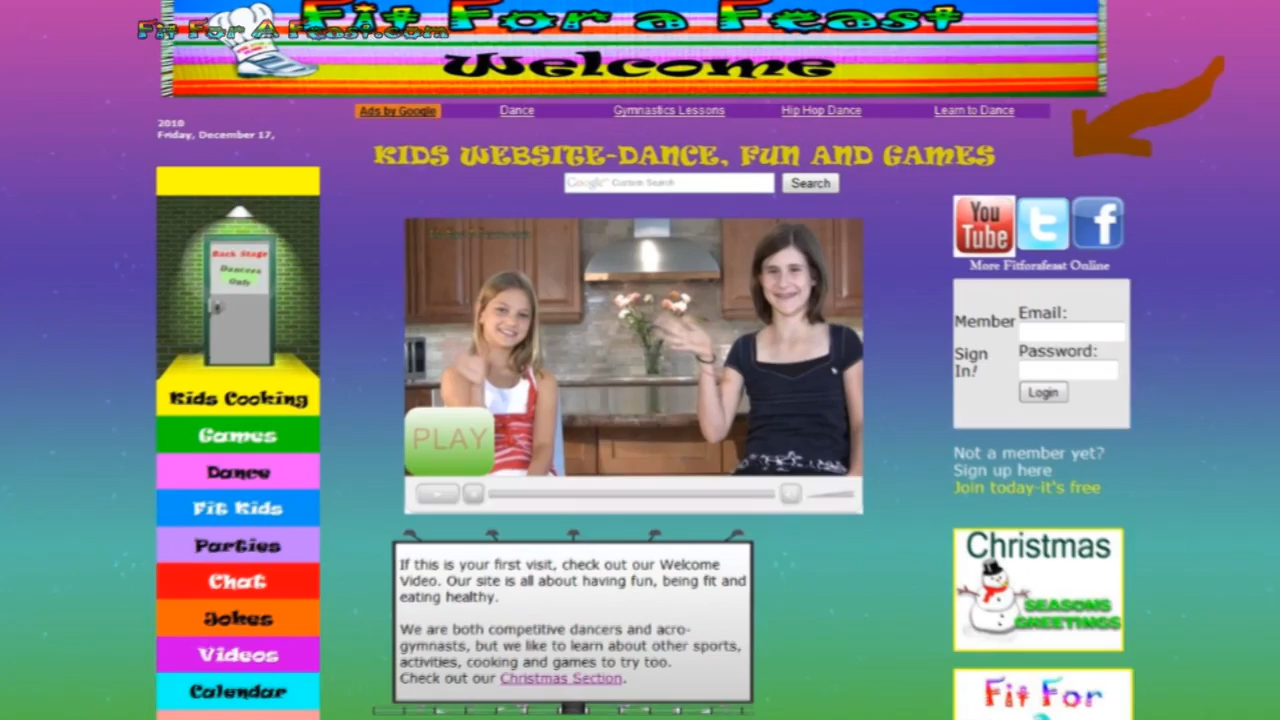 Fit For a Feast
Fit For A Feast.com
Welcome
Ads by Google
Dance
Gymnastics Lessons
Hip Hop Dance
Learn to Dance
2010
Friday, December 17,
KIDS WEBSITE-DANCE, FUN AND GAMES
Google™ Custom Search
Search
Back Stage
Dancers
Only
Kids Cooking
Games
Dance
Fit Kids
Parties
Chat
Jokes
Videos
Calendar
PLAY
If this is your first visit, check out our Welcome
Video. Our site is all about having fun, being fit and
eating healthy.
We are both competitive dancers and acro-
gymnasts, but we like to learn about other sports,
activities, cooking and games to try too.
Check out our Christmas Section.
You
Tube
t
f
More Fitforafeast Online
Member
Sign
In!
Email:
Password:
Login
Not a member yet?
Sign up here
Join today-it's free
Christmas
SEASONS
GREETINGS
Fit For